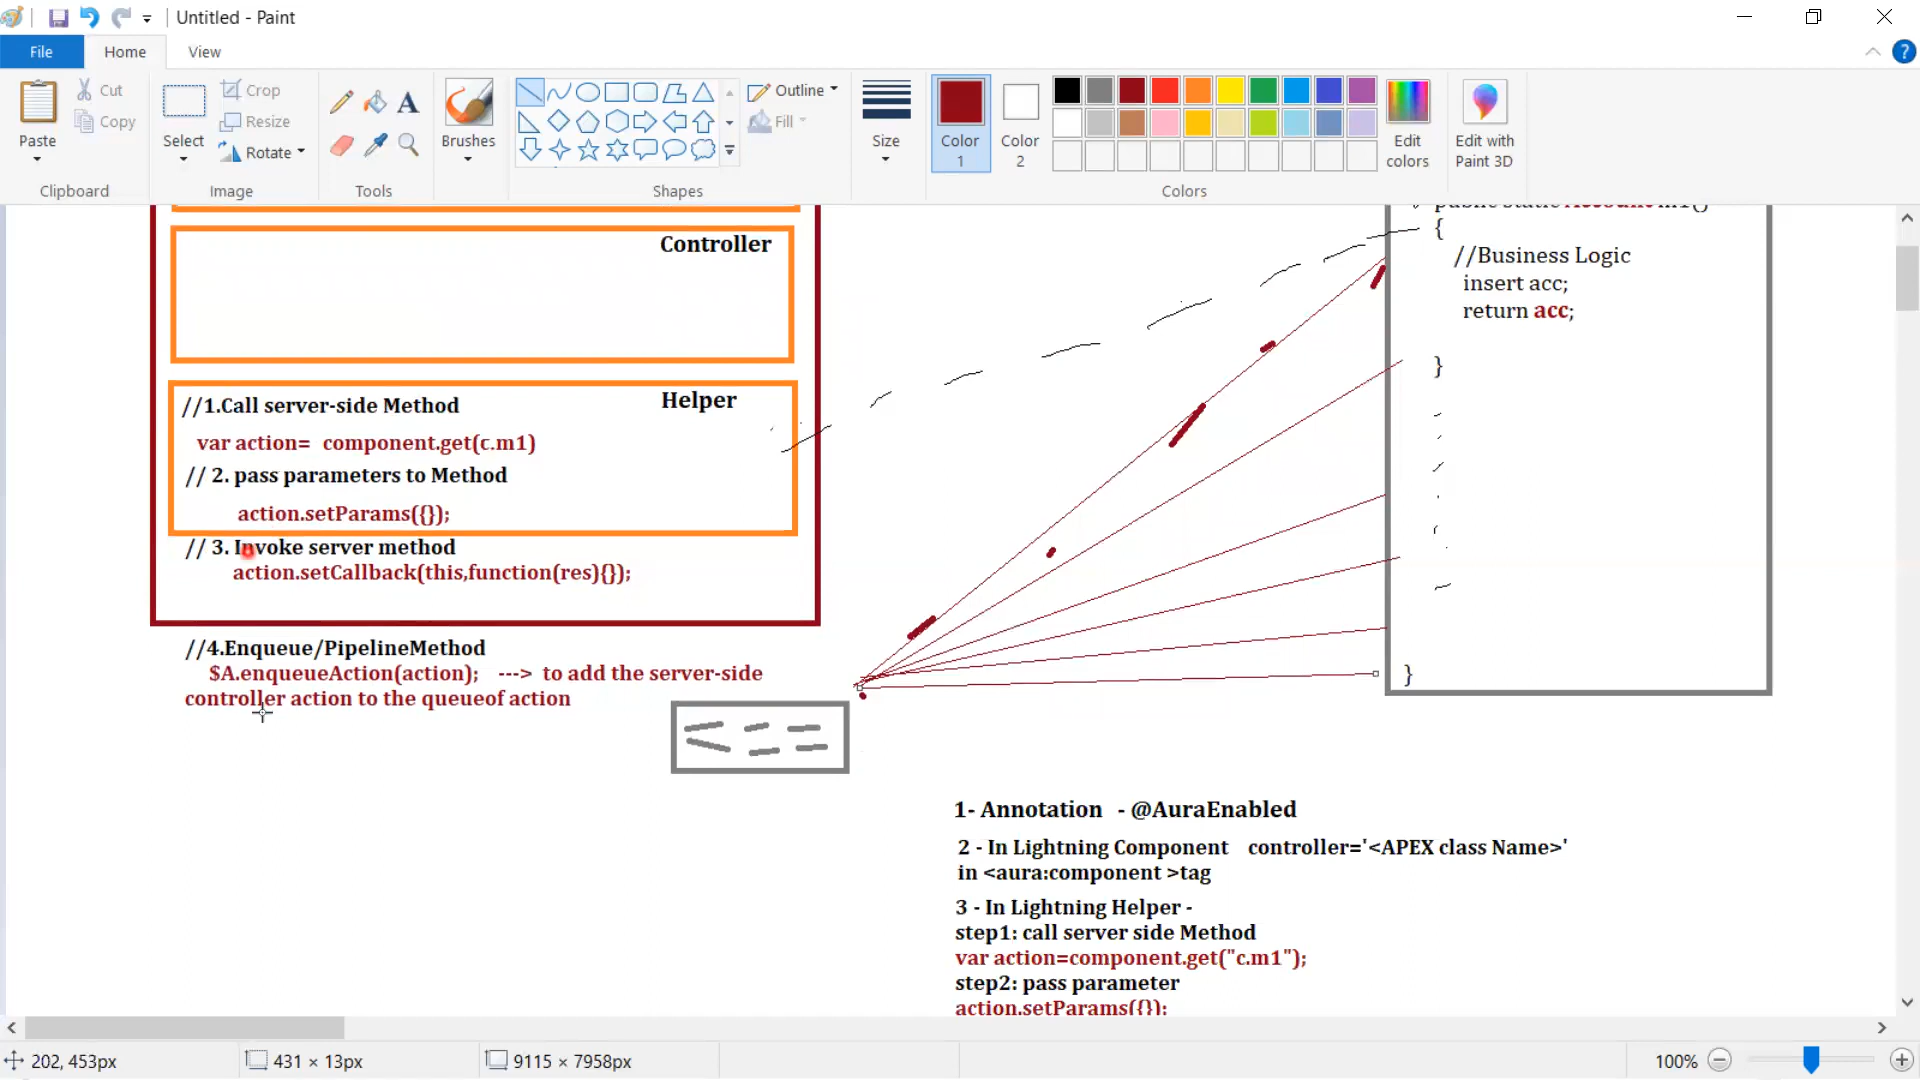 Untitled - Paint
File
Home
View
Paste
Cut
Copy
Clipboard
Select
Crop
Resize
Rotate
Image
Tools
Brushes
Shapes
Outline
Fill
Size
Color
1
Color
2
Colors
Edit
colors
Edit with
Paint 3D
Controller
Helper
//1.Call server-side Method
var action= component.get(c.m1)
// 2. pass parameters to Method
action.setParams({});
// 3. Invoke server method
action.setCallback(this,function(res){});
//4.Enqueue/PipelineMethod
$A.enqueueAction(action); ---> to add the server-side
controller action to the queueof action
public static Account m1()
{
//Business Logic
insert acc;
return acc;
}
}
1- Annotation - @AuraEnabled
2 - In Lightning Component controller='<APEX class Name>'
in <aura:component >tag
3 - In Lightning Helper -
step1: call server side Method
var action=component.get("c.m1");
step2: pass parameter
action.setParams({});
202, 453px
431 × 13px
9115 × 7958px
100%